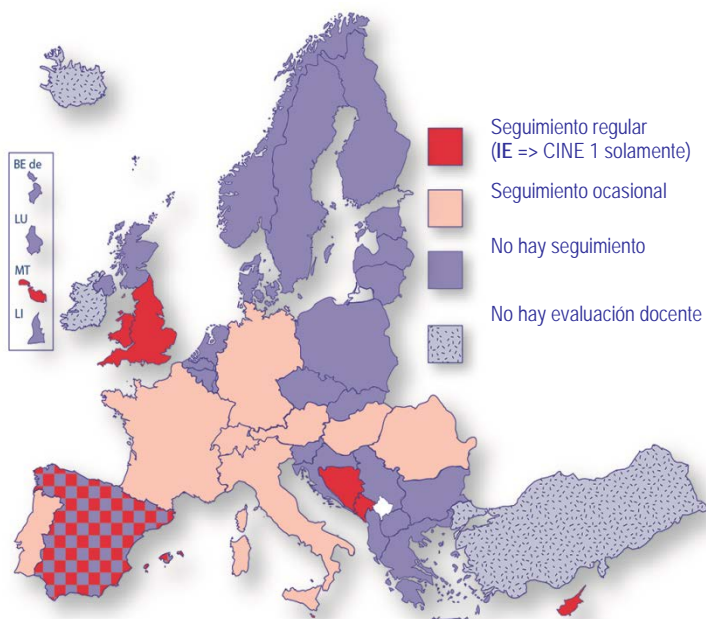 Seguimiento regular
(IE => CINE 1 solamente)
Seguimiento ocasional
No hay seguimiento
No hay evaluación docente
BE de
LU
MT
LI